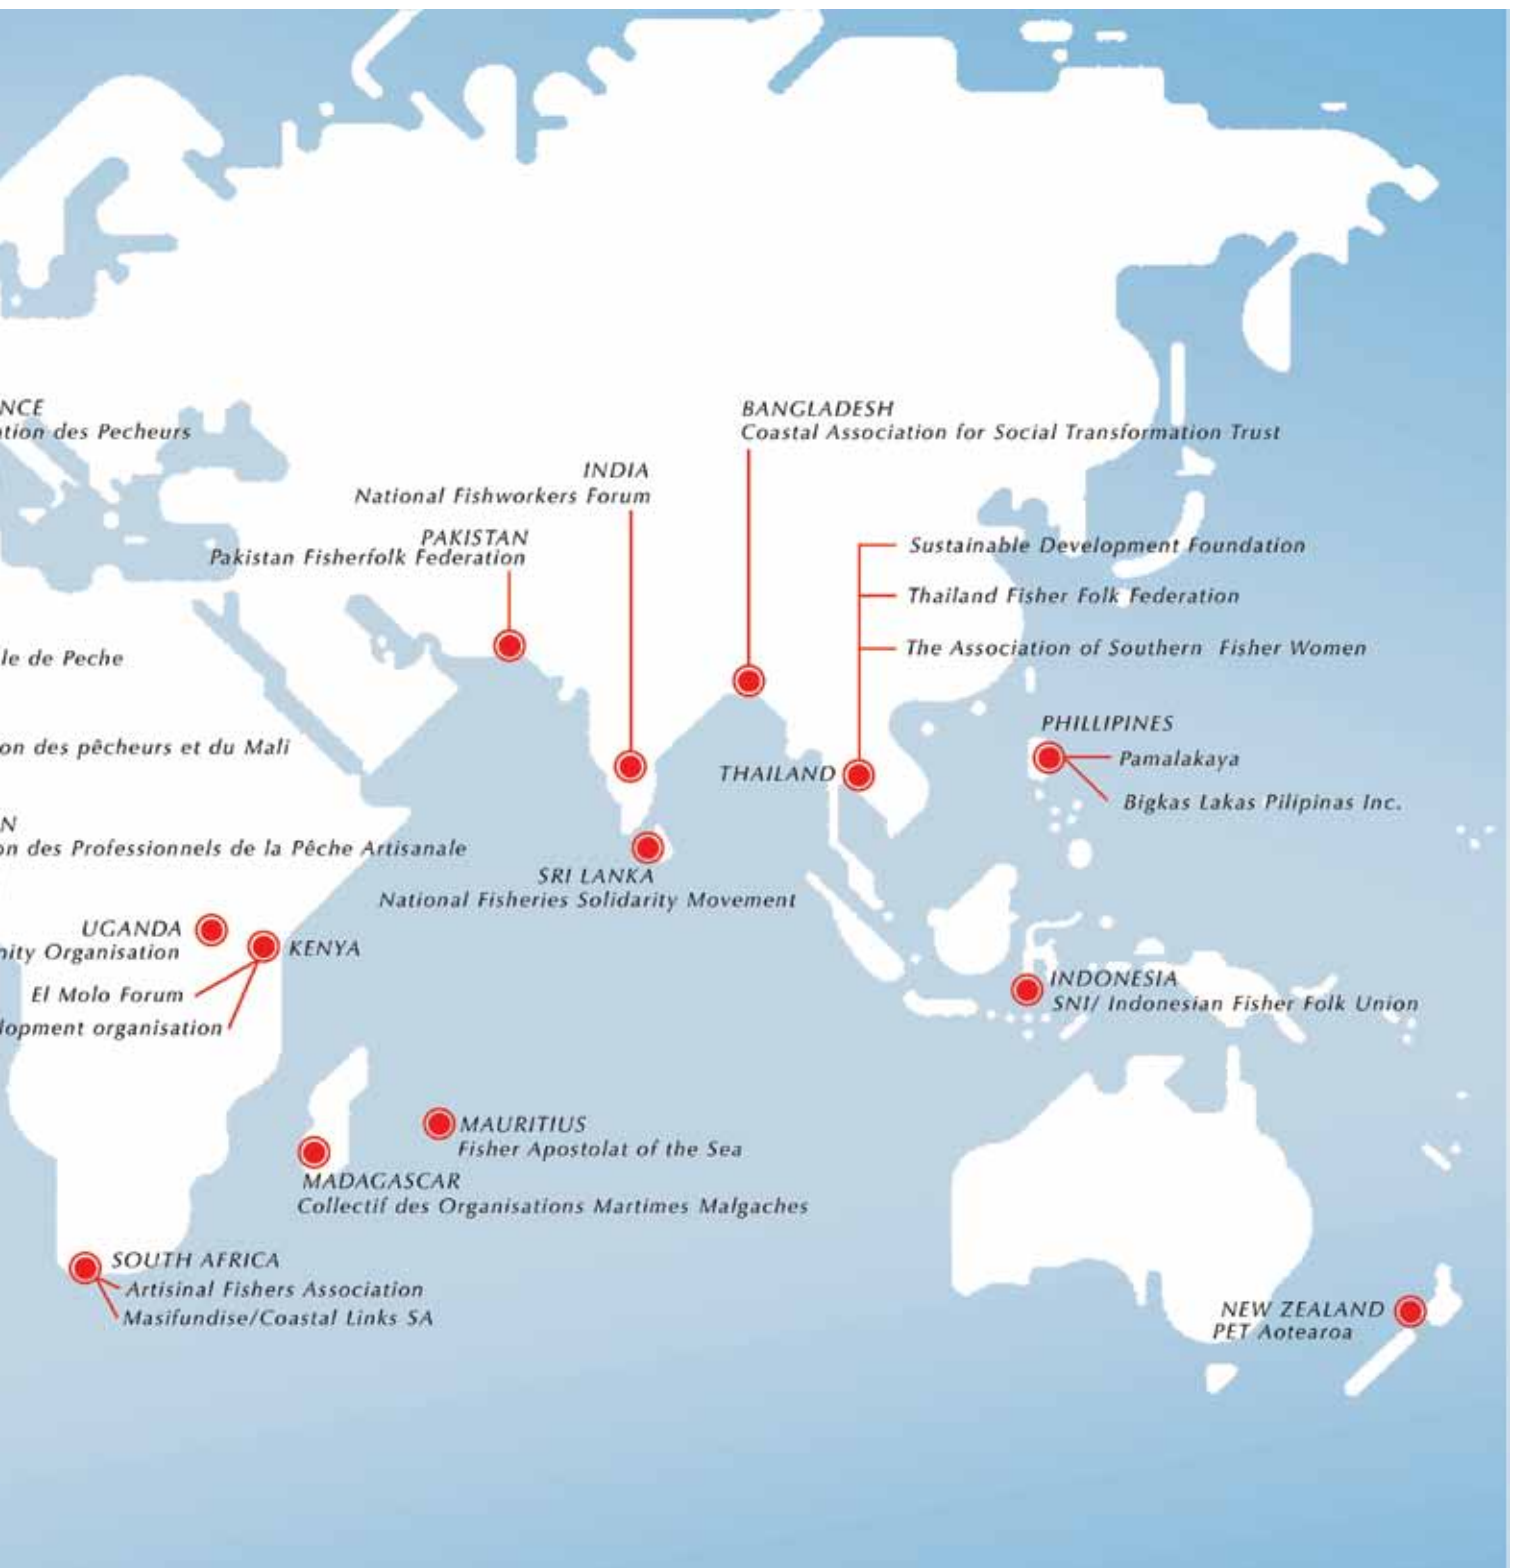 NCE
BANGLADESH
ation des Pecheurs
Coastal Association for Social Transformation Trust
INDIA
National Fishworkers Forum
PAKISTAN
Pakistan Fisherfolk Federation
Sustainable Development Foundation
Thailand Fisher Folk Federation
The Association of Southern Fisher Women
le de Peche
PHILLIPINES
on des pêcheurs et du Mali
Pamalakaya
THAILAND
Bigkas Lakas Pilipinas Inc.
N
on des Professionnels de la Pêche Artisanale
SRI LANKA
National Fisheries Solidarity Movement
UGANDA
nity Organisation
KENYA
El Molo Forum
lopment organisation
INDONESIA
SNI/ Indonesian Fisher Folk Union
MAURITIUS
Fisher Apostolat of the Sea
MADAGASCAR
Collectif des Organisations Martimes Malgaches
SOUTH AFRICA
Artisinal Fishers Association
Masifundise/Coastal Links SA
NEW ZEALAND
PET Aotearoa